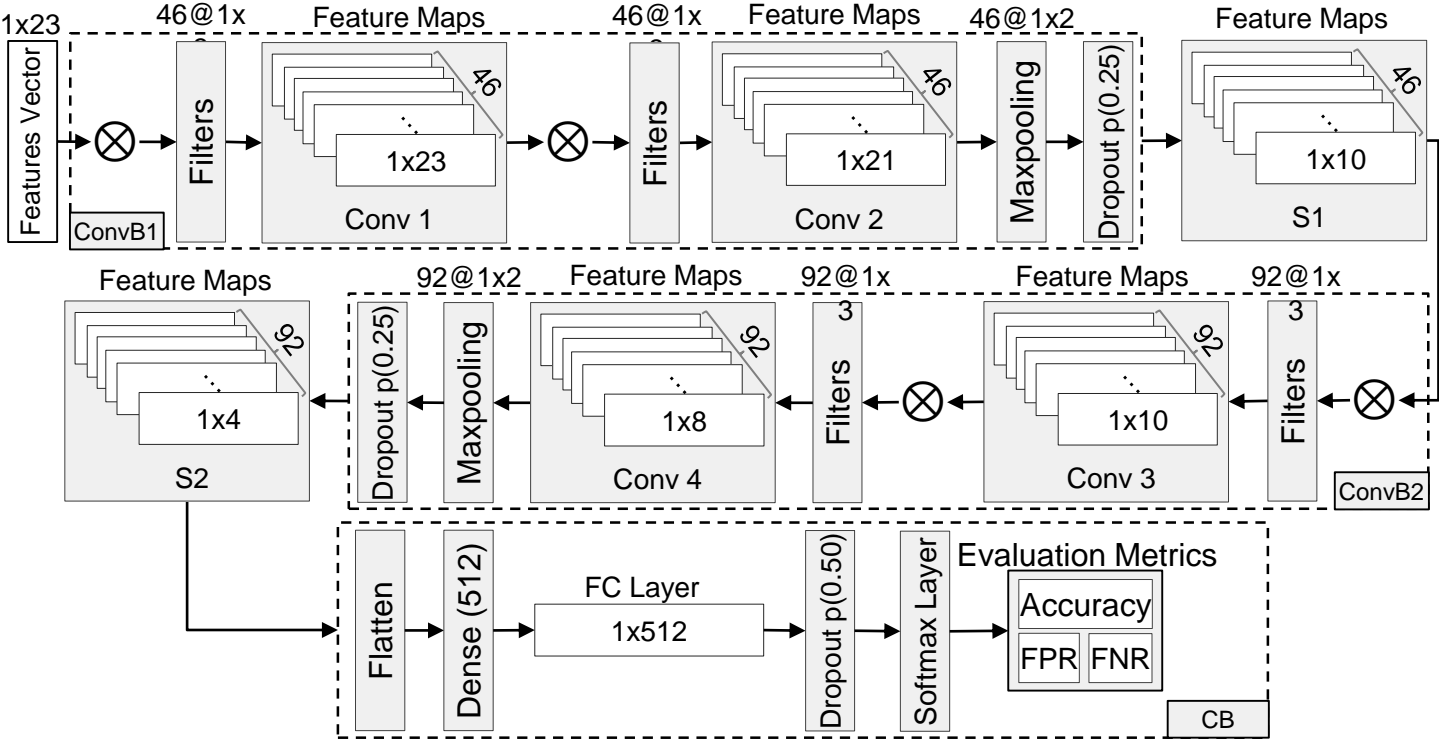 1x23
Features Vector
46@1x
Filters
Feature Maps
46
1x23
Conv 1
46@1x
Filters
Feature Maps
46
1x21
Conv 2
46@1x2
Maxpooling
Dropout p(0.25)
ConvB1
Feature Maps
46
1x10
S1
92@1x
3
Filters
Feature Maps
92
1x10
Conv 3
92@1x
3
Filters
Feature Maps
92
1x8
Conv 4
92@1x2
Maxpooling
Dropout p(0.25)
ConvB2
Feature Maps
92
1x4
S2
Flatten
Dense (512)
FC Layer
1x512
Dropout p(0.50)
Softmax Layer
Evaluation Metrics
Accuracy
FPR
FNR
CB